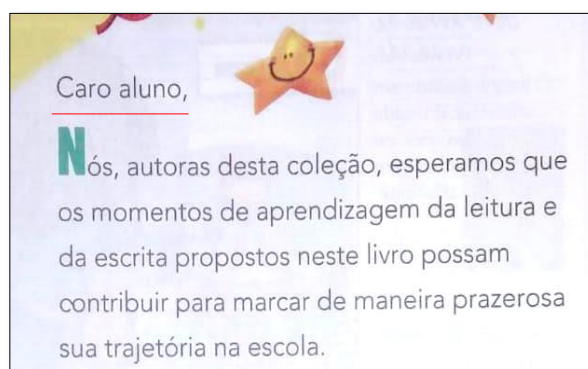 Caro aluno,
Nós, autoras desta coleção, esperamos que
os momentos de aprendizagem da leitura e
da escrita propostos neste livro possam
contribuir para marcar de maneira prazerosa
sua trajetória na escola.